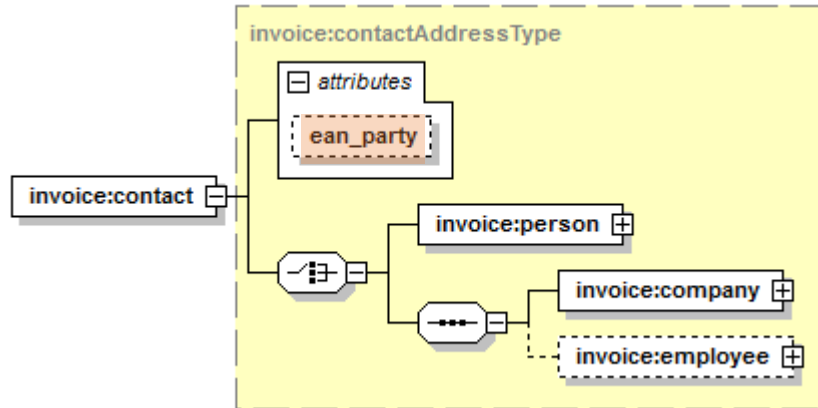 invoice:contactAddressType
attributes
ean_party
invoice:contact
invoice:person
invoice:company
invoice:employee